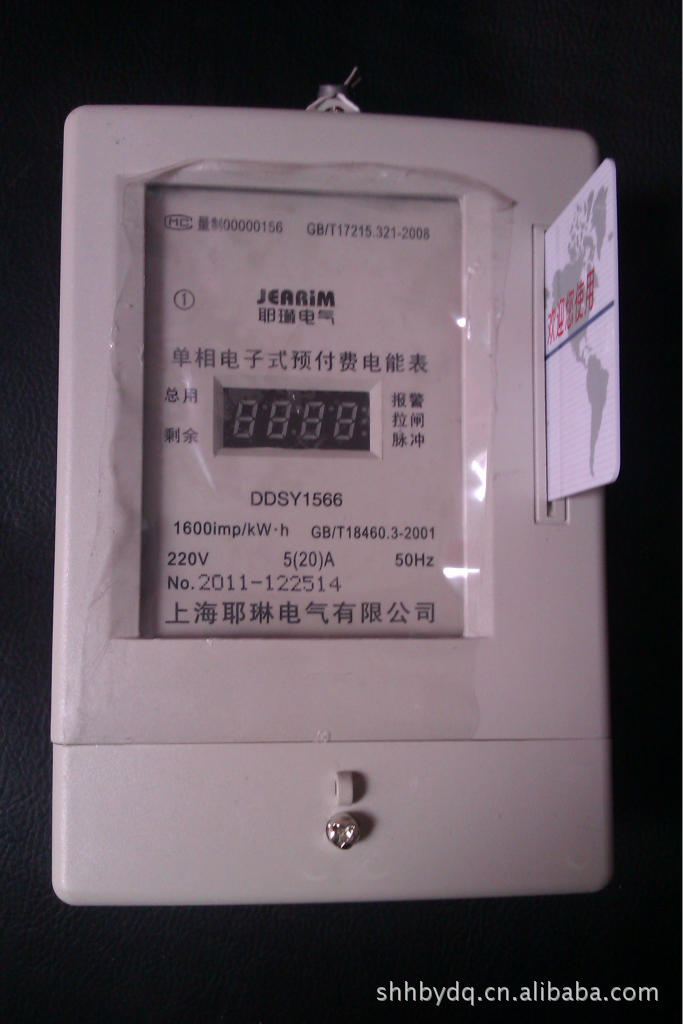 MC 量制00000156 GB/T17215.321-2008
① JEARiM
耶琳电气
单相电子式预付费电能表
总用 报警
拉闸
剩余 脉冲
DDSY1566
1600imp/kW·h GB/T18460.3-2001
220V 5(20)A 50Hz
No.2011-122514
上海耶琳电气有限公司
欢迎您使用
shhbydq.cn.alibaba.com